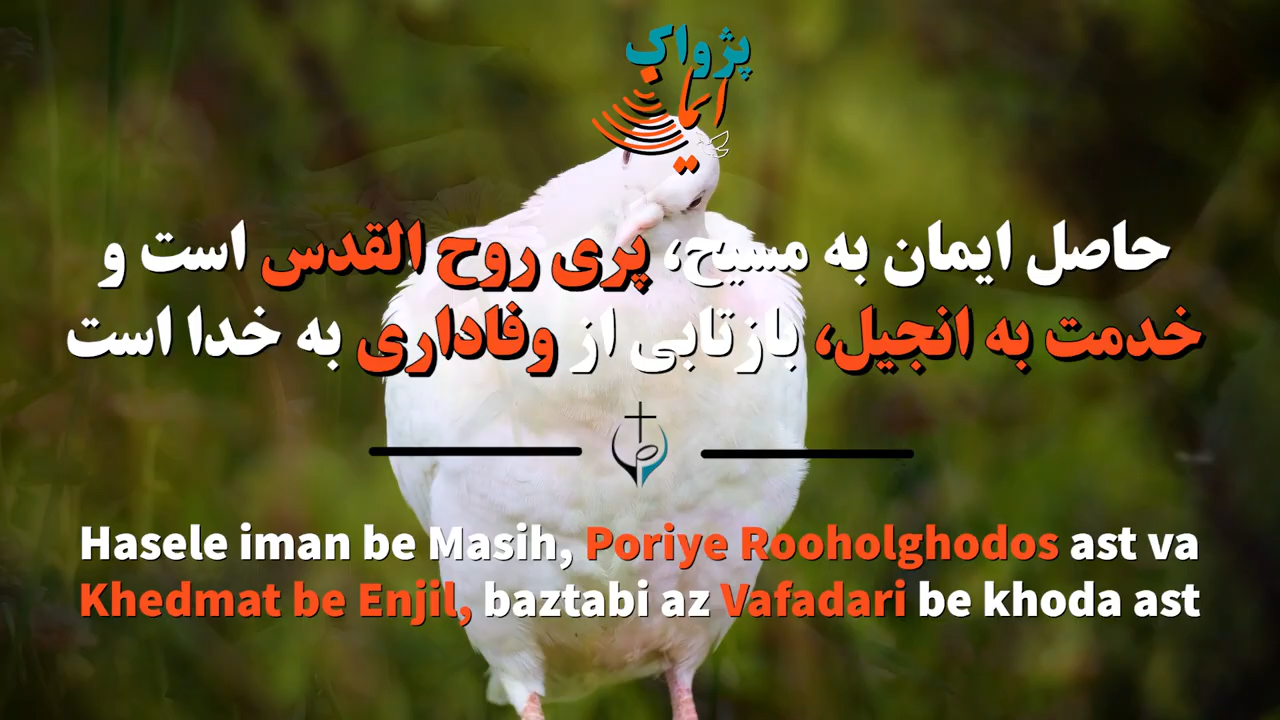 پژواک
ایمان
حاصل ایمان به مسیح، پری روح القدس است و
خدمت به انجیل، بازتابی از وفاداری به خدا است
Hasele iman be Masih, Poriye Rooholghodos ast va
Khedmat be Enjil, baztabi az Vafadari be khoda ast